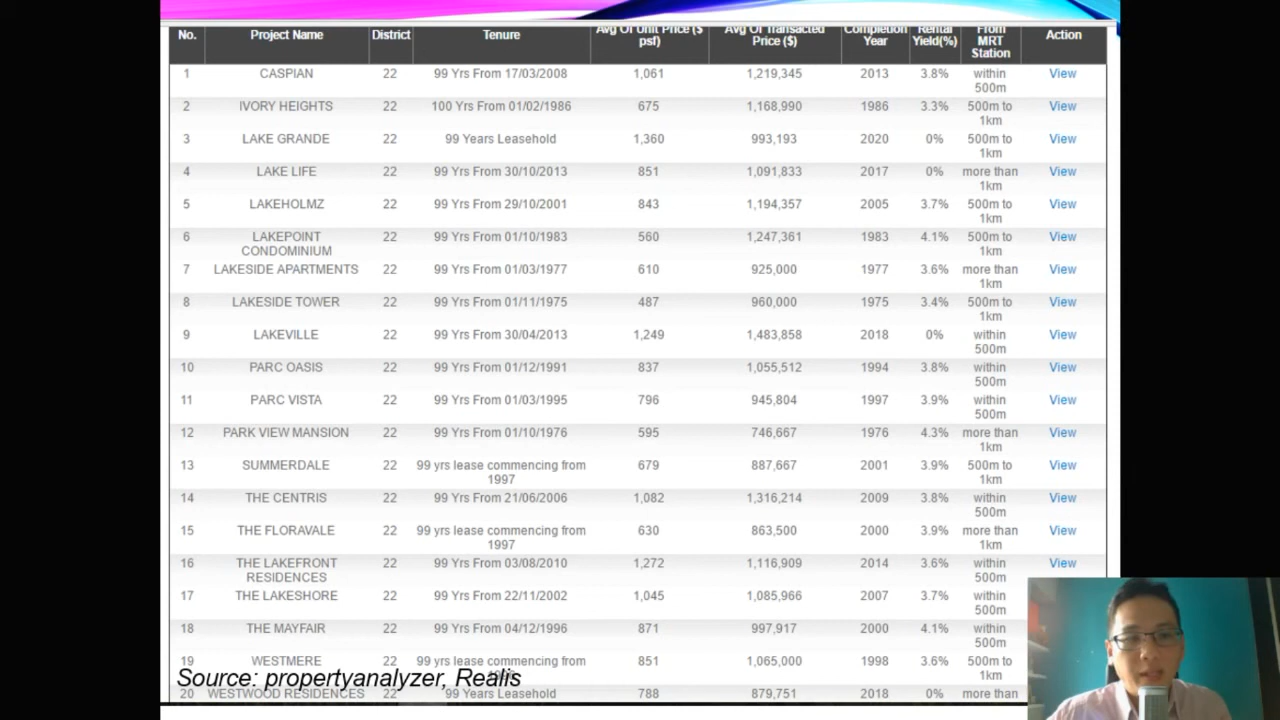 No. Project Name District Tenure Avg Of Unit Price ($ psf) Avg Of Transacted Price ($) Completion Year Rental Yield(%) From MRT Station Action
1 CASPIAN 22 99 Yrs From 17/03/2008 1,061 1,219,345 2013 3.8% within 500m View
2 IVORY HEIGHTS 22 100 Yrs From 01/02/1986 675 1,168,990 1986 3.3% 500m to 1km View
3 LAKE GRANDE 22 99 Years Leasehold 1,360 993,193 2020 0% 500m to 1km View
4 LAKE LIFE 22 99 Yrs From 30/10/2013 851 1,091,833 2017 0% more than 1km View
5 LAKEHOLMZ 22 99 Yrs From 29/10/2001 843 1,194,357 2005 3.7% 500m to 1km View
6 LAKEPOINT CONDOMINIUM 22 99 Yrs From 01/10/1983 560 1,247,361 1983 4.1% 500m to 1km View
7 LAKESIDE APARTMENTS 22 99 Yrs From 01/03/1977 610 925,000 1977 3.6% more than 1km View
8 LAKESIDE TOWER 22 99 Yrs From 01/11/1975 487 960,000 1975 3.4% 500m to 1km View
9 LAKEVILLE 22 99 Yrs From 30/04/2013 1,249 1,483,858 2018 0% within 500m View
10 PARC OASIS 22 99 Yrs From 01/12/1991 837 1,055,512 1994 3.8% within 500m View
11 PARC VISTA 22 99 Yrs From 01/03/1995 796 945,804 1997 3.9% within 500m View
12 PARK VIEW MANSION 22 99 Yrs From 01/10/1976 595 746,667 1976 4.3% more than 1km View
13 SUMMERDALE 22 99 yrs lease commencing from 1997 679 887,667 2001 3.9% 500m to 1km View
14 THE CENTRIS 22 99 Yrs From 21/06/2006 1,082 1,316,214 2009 3.8% within 500m View
15 THE FLORAVALE 22 99 yrs lease commencing from 1997 630 863,500 2000 3.9% more than 1km View
16 THE LAKEFRONT RESIDENCES 22 99 Yrs From 03/08/2010 1,272 1,116,909 2014 3.6% within 500m View
17 THE LAKESHORE 22 99 Yrs From 22/11/2002 1,045 1,085,966 2007 3.7% within 500m
18 THE MAYFAIR 22 99 Yrs From 04/12/1996 871 997,917 2000 4.1% within 500m
19 WESTMERE 22 99 yrs lease commencing from 851 1,065,000 1998 3.6% 500m to 1km
Source: propertyanalyzer, Realis
20 WESTWOOD RESIDENCES 22 99 Years Leasehold 788 879,751 2018 0% more than